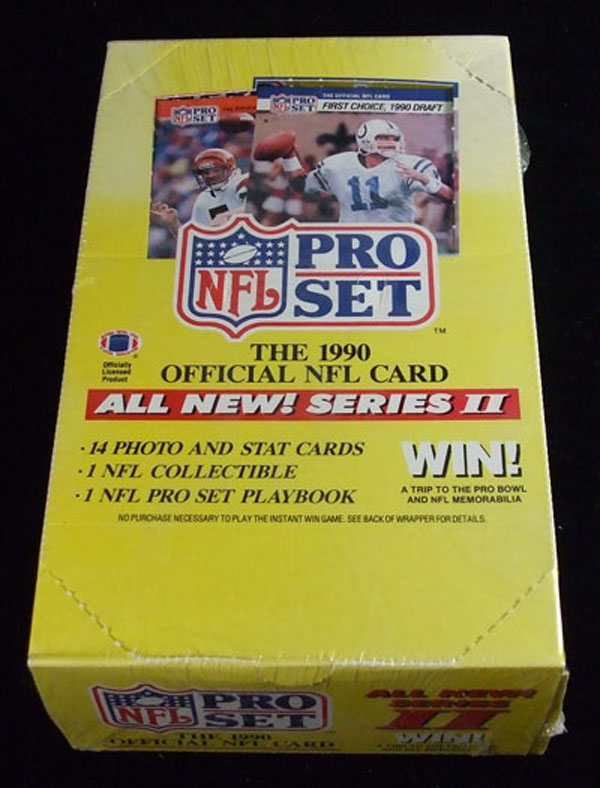 PRO SET
NFL
THE OFFICIAL NFL CARD
FIRST CHOICE, 1990 DRAFT
PRO SET
11
NFL PRO SET
TM
Officially
Licensed
Product
THE 1990
OFFICIAL NFL CARD
ALL NEW! SERIES II
· 14 PHOTO AND STAT CARDS
· 1 NFL COLLECTIBLE
· 1 NFL PRO SET PLAYBOOK
WIN!
A TRIP TO THE PRO BOWL
AND NFL MEMORABILIA
NO PURCHASE NECESSARY TO PLAY THE INSTANT WIN GAME. SEE BACK OF WRAPPER FOR DETAILS.
NFL PRO SET
THE 1990
OFFICIAL NFL CARD
ALL NEW!
SERIES
II
WIN!